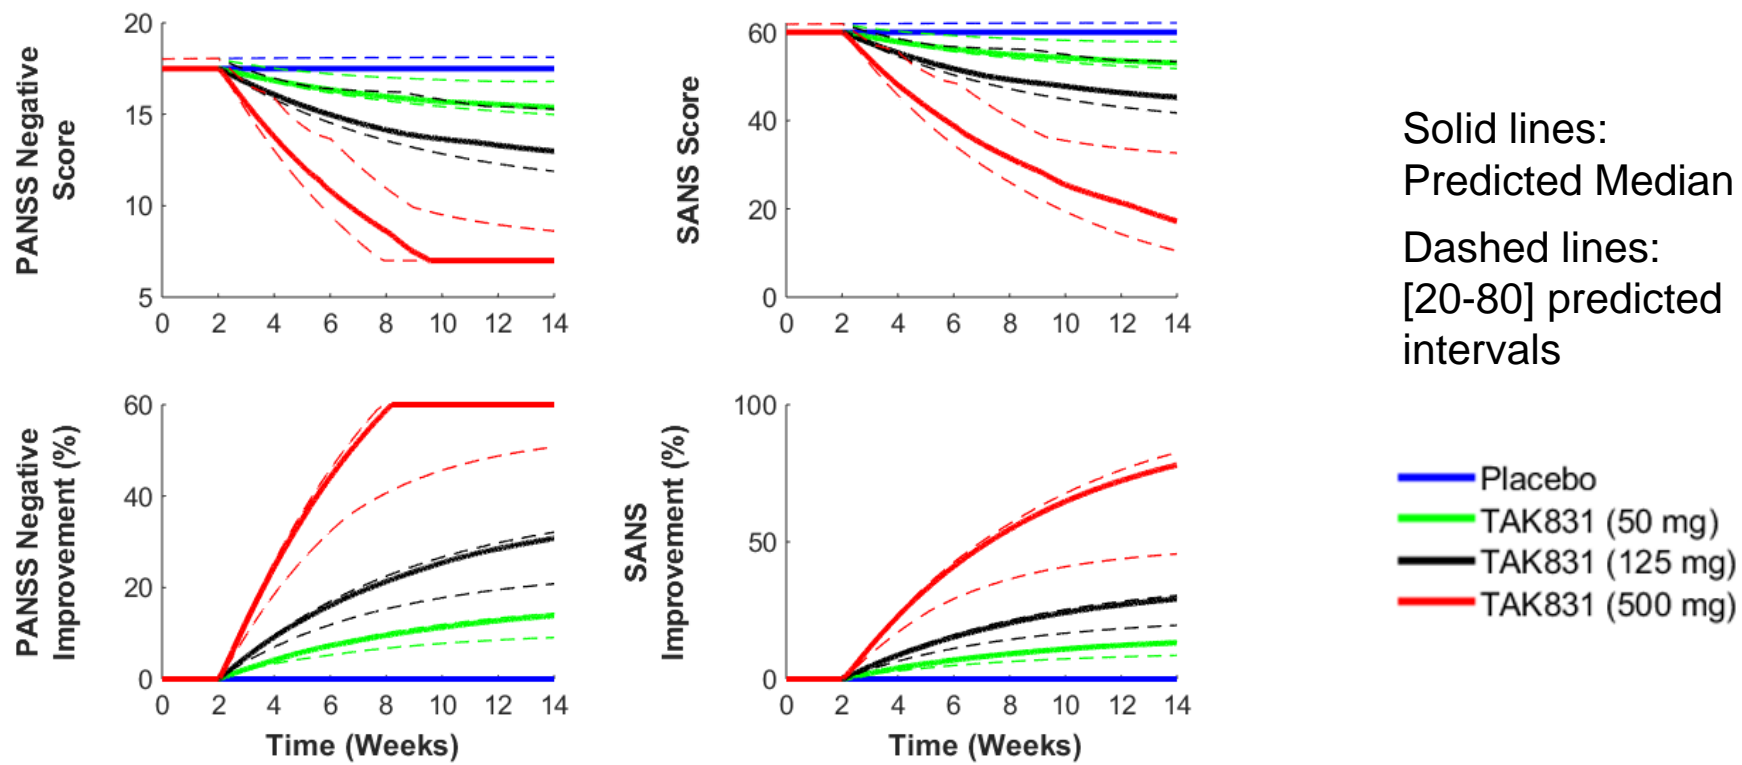 PANSS Negative
Score
20
15
10
5
0 2 4 6 8 10 12 14
SANS Score
60
40
20
0
0 2 4 6 8 10 12 14
Solid lines:
Predicted Median
Dashed lines:
[20-80] predicted
intervals
PANSS Negative
Improvement (%)
60
40
20
0
0 2 4 6 8 10 12 14
Time (Weeks)
SANS
Improvement (%)
100
50
0
0 2 4 6 8 10 12 14
Time (Weeks)
Placebo
TAK831 (50 mg)
TAK831 (125 mg)
TAK831 (500 mg)